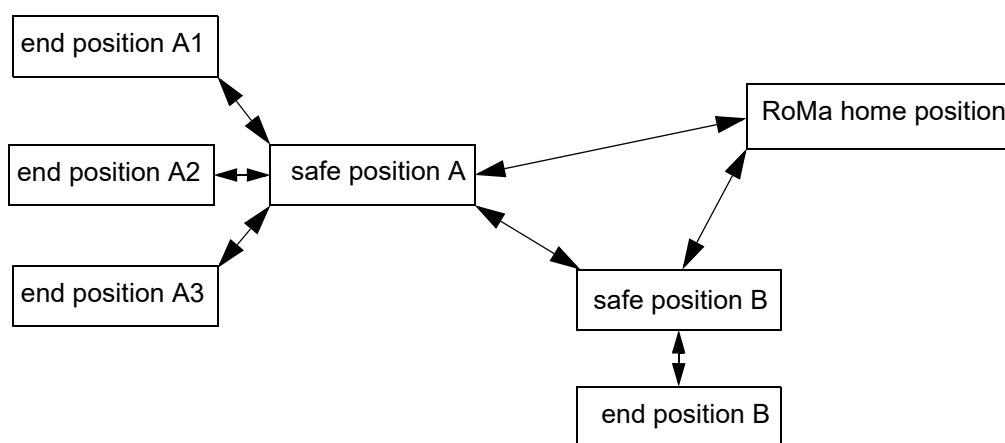 end position A1
RoMa home position
end position A2
safe position A
end position A3
safe position B
end position B